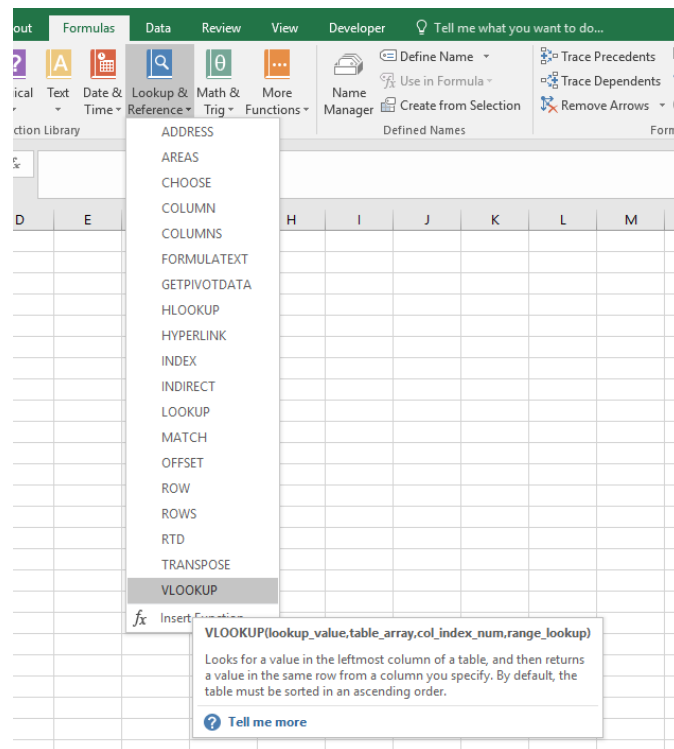 out Formulas Data Review View Developer Tell me what you want to do...
ical Text Date & Time Lookup & Reference Math & Trig More Functions
ction Library
Name Manager
Define Name
Use in Formula
Create from Selection
Defined Names
Trace Precedents
Trace Dependents
Remove Arrows
Forn
fx
D E H I J K L M
ADDRESS
AREAS
CHOOSE
COLUMN
COLUMNS
FORMULATEXT
GETPIVOTDATA
HLOOKUP
HYPERLINK
INDEX
INDIRECT
LOOKUP
MATCH
OFFSET
ROW
ROWS
RTD
TRANSPOSE
VLOOKUP
fx Insert Function...
VLOOKUP(lookup_value,table_array,col_index_num,range_lookup)
Looks for a value in the leftmost column of a table, and then returns
a value in the same row from a column you specify. By default, the
table must be sorted in an ascending order.
Tell me more